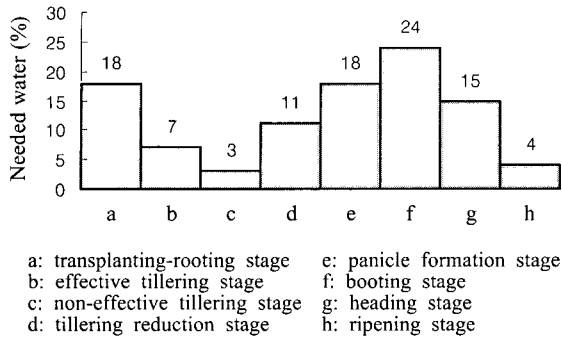 Needed water (%)
30
25
20
15
10
5
0
18
7
3
11
18
24
15
4
a b c d e f g h
a: transplanting-rooting stage
b: effective tillering stage
c: non-effective tillering stage
d: tillering reduction stage
e: panicle formation stage
f: booting stage
g: heading stage
h: ripening stage